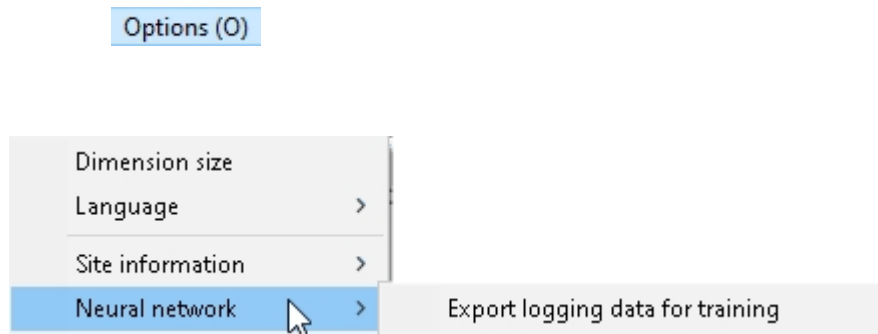 Options (O)
Dimension size
Language
Site information
Neural network
Export logging data for training